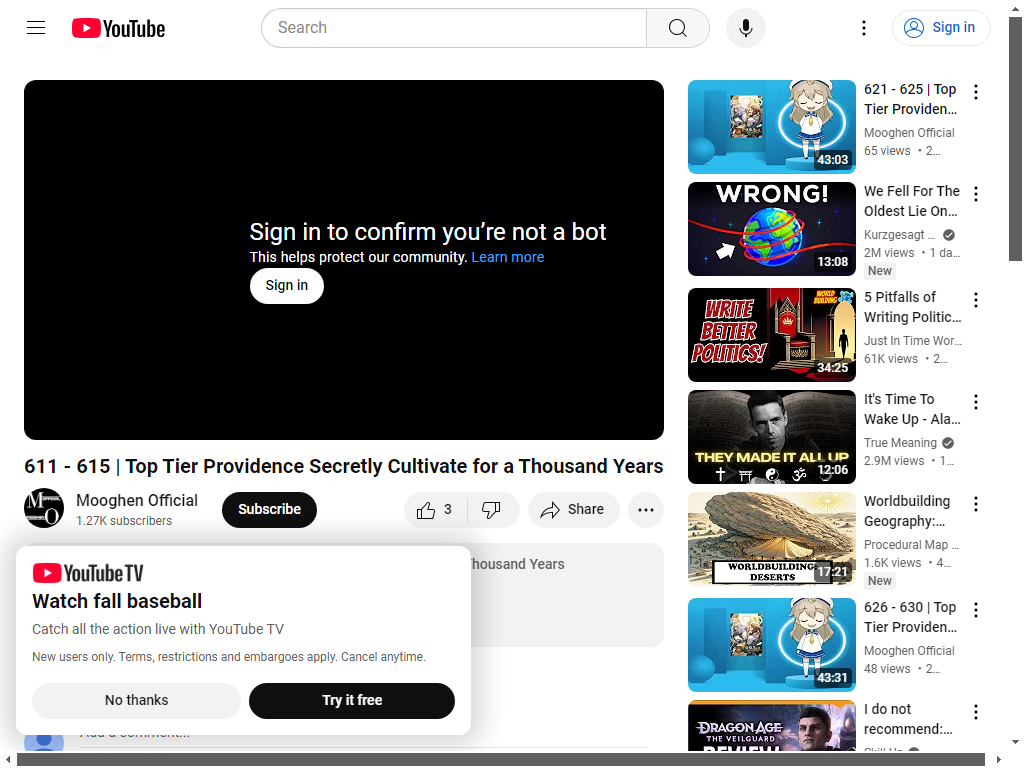 YouTube
Search
Sign in
Sign in to confirm you're not a bot
This helps protect our community. Learn more
Sign in
611 - 615 | Top Tier Providence Secretly Cultivate for a Thousand Years
Mooghen Official
1.27K subscribers
Subscribe
3
Share
housand Years
YouTube TV
Watch fall baseball
Catch all the action live with YouTube TV
New users only. Terms, restrictions and embargoes apply. Cancel anytime.
No thanks
Try it free
Add a comment...
43:03
621 - 625 | Top
Tier Providen...
Mooghen Official
65 views • 2...
WRONG!
13:08
We Fell For The
Oldest Lie On...
Kurzgesagt ...
2M views • 1 da...
New
WRITE
BETTER
POLITICS!
WORLD
BUILDING
34:25
5 Pitfalls of
Writing Politic...
Just In Time Wor...
61K views • 2...
THEY MADE IT ALL UP
12:06
It's Time To
Wake Up - Ala...
True Meaning
2.9M views • 1...
WORLDBUILDING
DESERTS
17:21
Worldbuilding
Geography:...
Procedural Map ...
1.6K views • 4...
New
43:31
626 - 630 | Top
Tier Providen...
Mooghen Official
48 views • 2...
DRAGON AGE
THE VEILGUARD
REVIEW
I do not
recommend:...
Skill Up